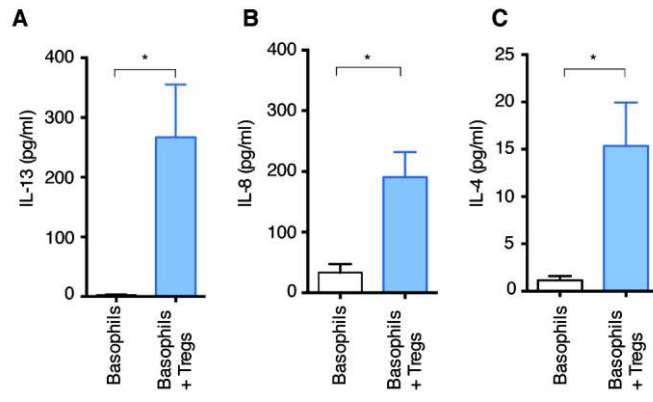 A
IL-13 (pg/ml)
400
300
200
100
0
*
Basophils
Basophils
+ Tregs
B
IL-8 (pg/ml)
400
300
200
100
0
*
Basophils
Basophils
+ Tregs
C
IL-4 (pg/ml)
25
20
15
10
5
0
*
Basophils
Basophils
+ Tregs